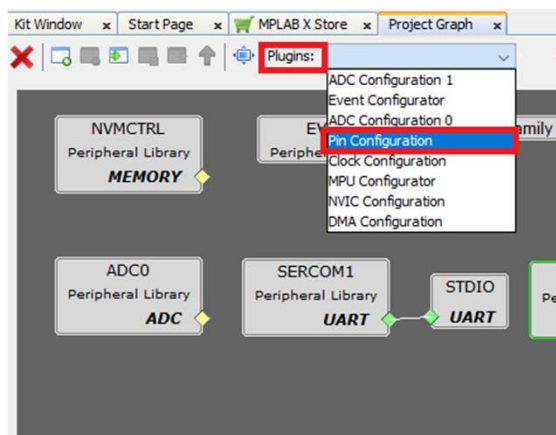 Kit Window x Start Page x MPLAB X Store x Project Graph x
Plugins:
ADC Configuration 1
Event Configurator
ADC Configuration 0
Pin Configuration
Clock Configuration
MPU Configurator
NVIC Configuration
DMA Configuration
NVMCTRL
Peripheral Library
MEMORY
ADC0
Peripheral Library
ADC
SERCOM1
Peripheral Library
UART
STDIO
UART